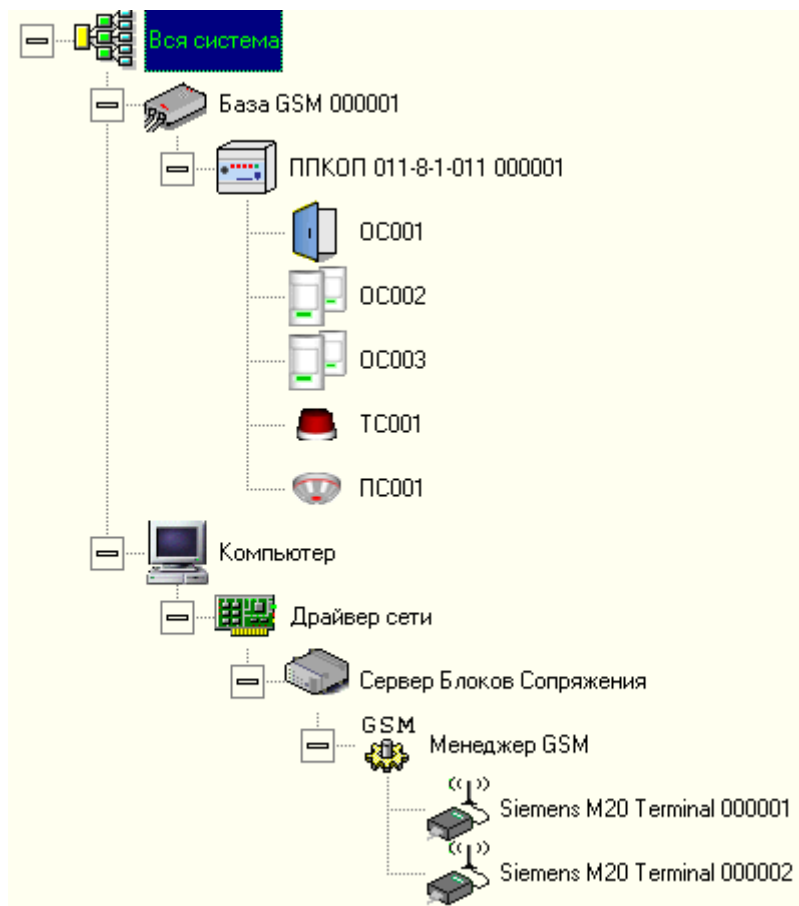 Вся система
База GSM 000001
ППКОП 011-8-1-011 000001
ОС001
ОС002
ОС003
ТС001
ПС001
Компьютер
Драйвер сети
Сервер Блоков Сопряжения
GSM
Менеджер GSM
Siemens M20 Terminal 000001
Siemens M20 Terminal 000002